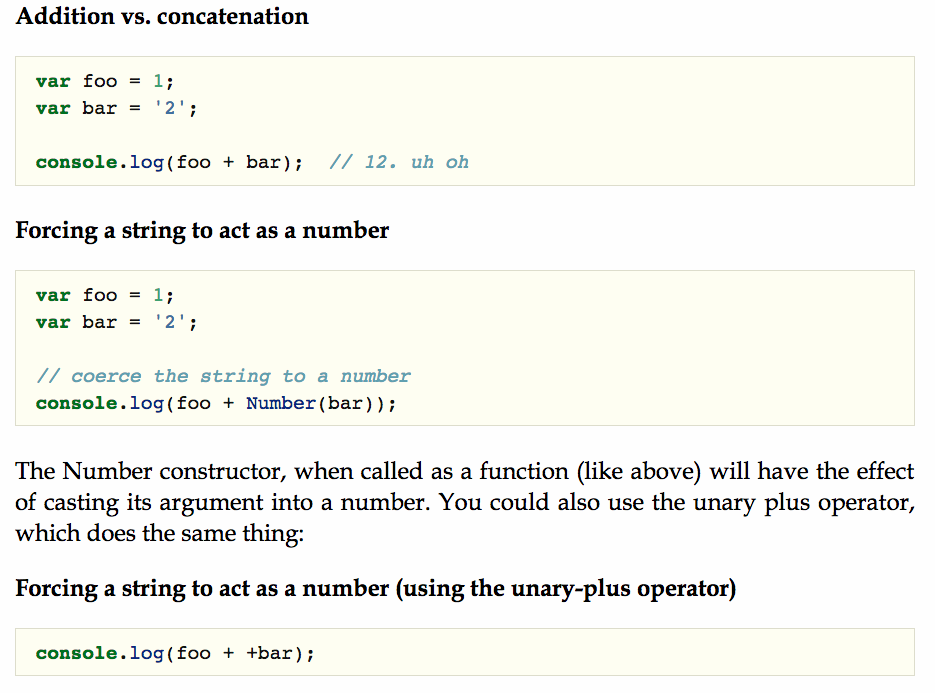 Addition vs. concatenation
var foo = 1;
var bar = '2';
console.log(foo + bar);  // 12. uh oh
Forcing a string to act as a number
var foo = 1;
var bar = '2';
// coerce the string to a number
console.log(foo + Number(bar));
The Number constructor, when called as a function (like above) will have the effect
of casting its argument into a number. You could also use the unary plus operator,
which does the same thing:
Forcing a string to act as a number (using the unary-plus operator)
console.log(foo + +bar);